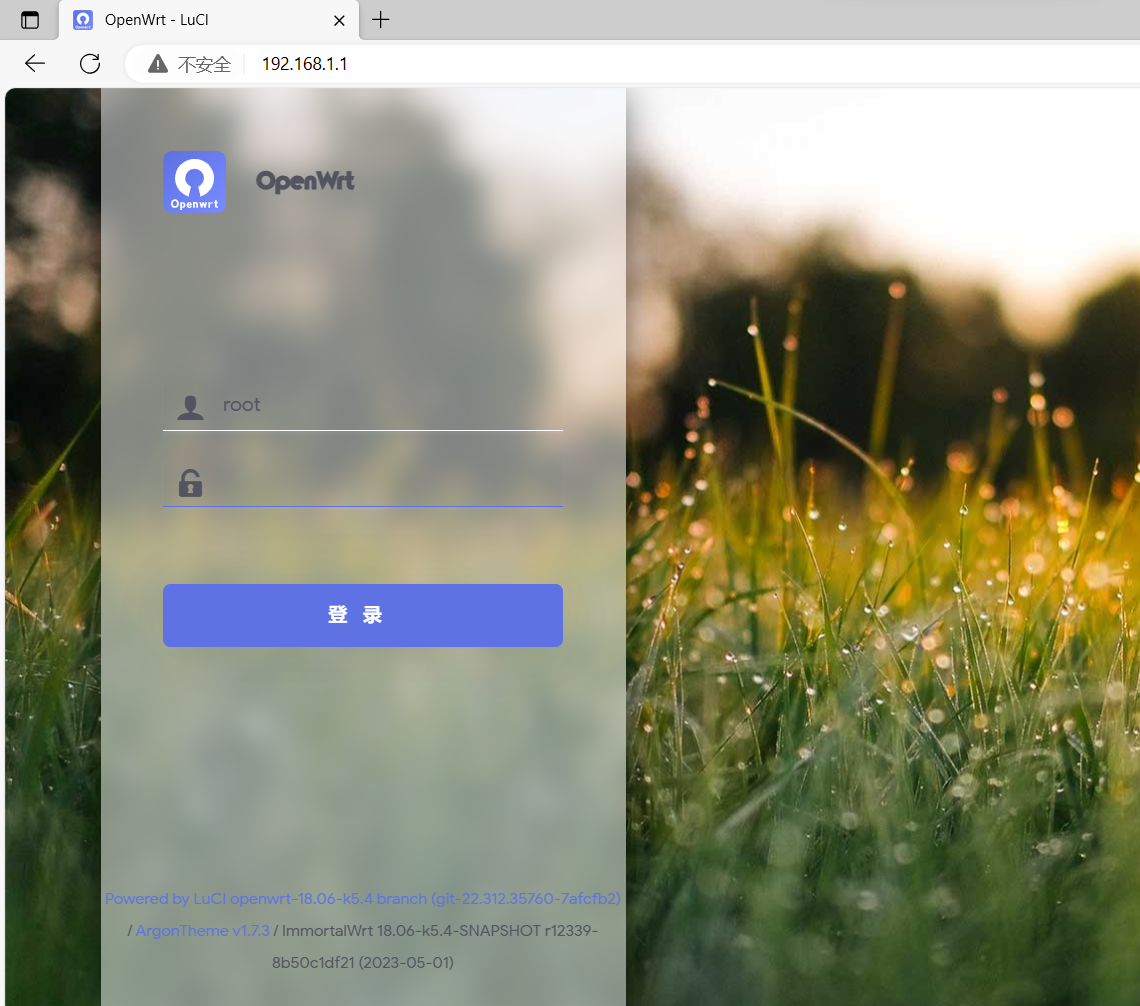 OpenWrt - LuCI
不安全
192.168.1.1
Openwrt
OpenWrt
root
登 录
Powered by LuCI openwrt-18.06-k5.4 branch (git-22.312.35760-7afcfb2)
/ ArgonTheme v1.7.3 / ImmortalWrt 18.06-k5.4-SNAPSHOT r12339-
8b50c1df21 (2023-05-01)